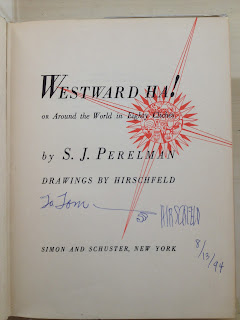 WESTWARD HA!
or Around the World in Eighty Clichés
by S. J. PERELMAN
DRAWINGS BY HIRSCHFELD
To Tom
HIRSCHFELD
SIMON AND SCHUSTER, NEW YORK
8/13/94